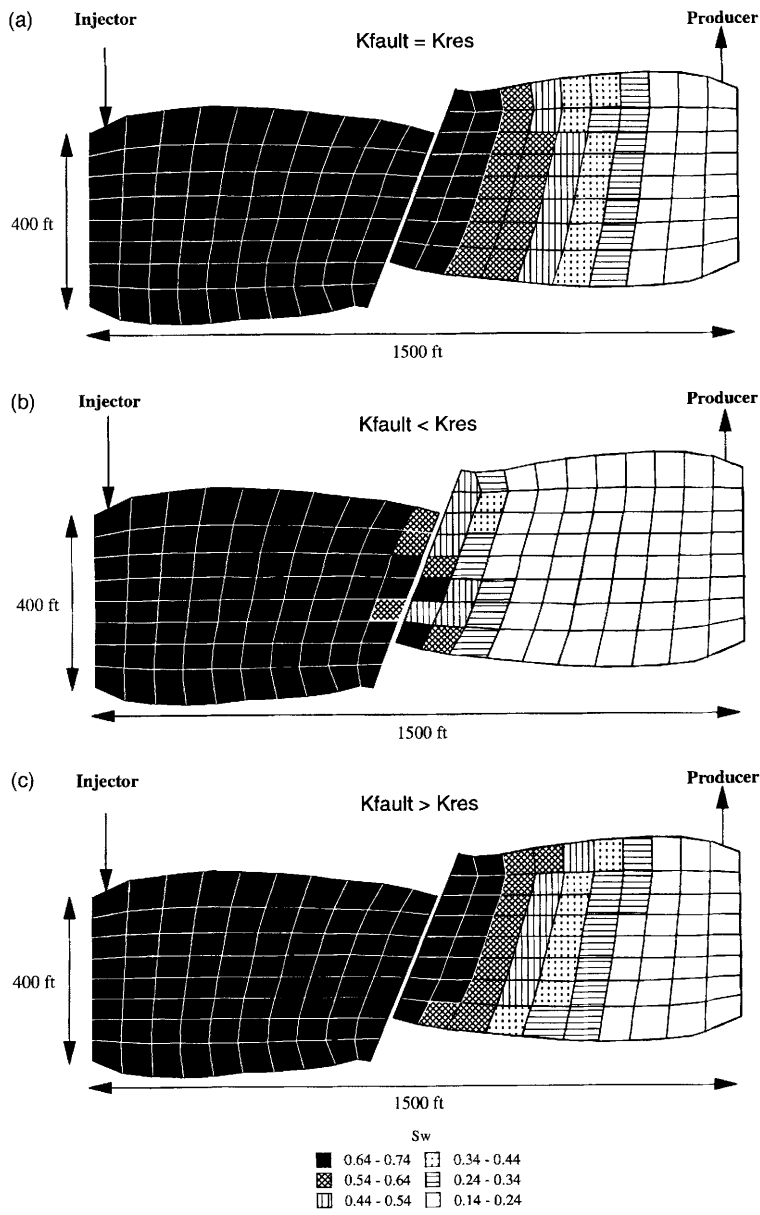 (a)
Injector
Producer
Kfault = Kres
400 ft
1500 ft
(b)
Injector
Producer
Kfault < Kres
400 ft
1500 ft
(c)
Injector
Producer
Kfault > Kres
400 ft
1500 ft
Sw
0.64 - 0.74 0.34 - 0.44
0.54 - 0.64 0.24 - 0.34
0.44 - 0.54 0.14 - 0.24